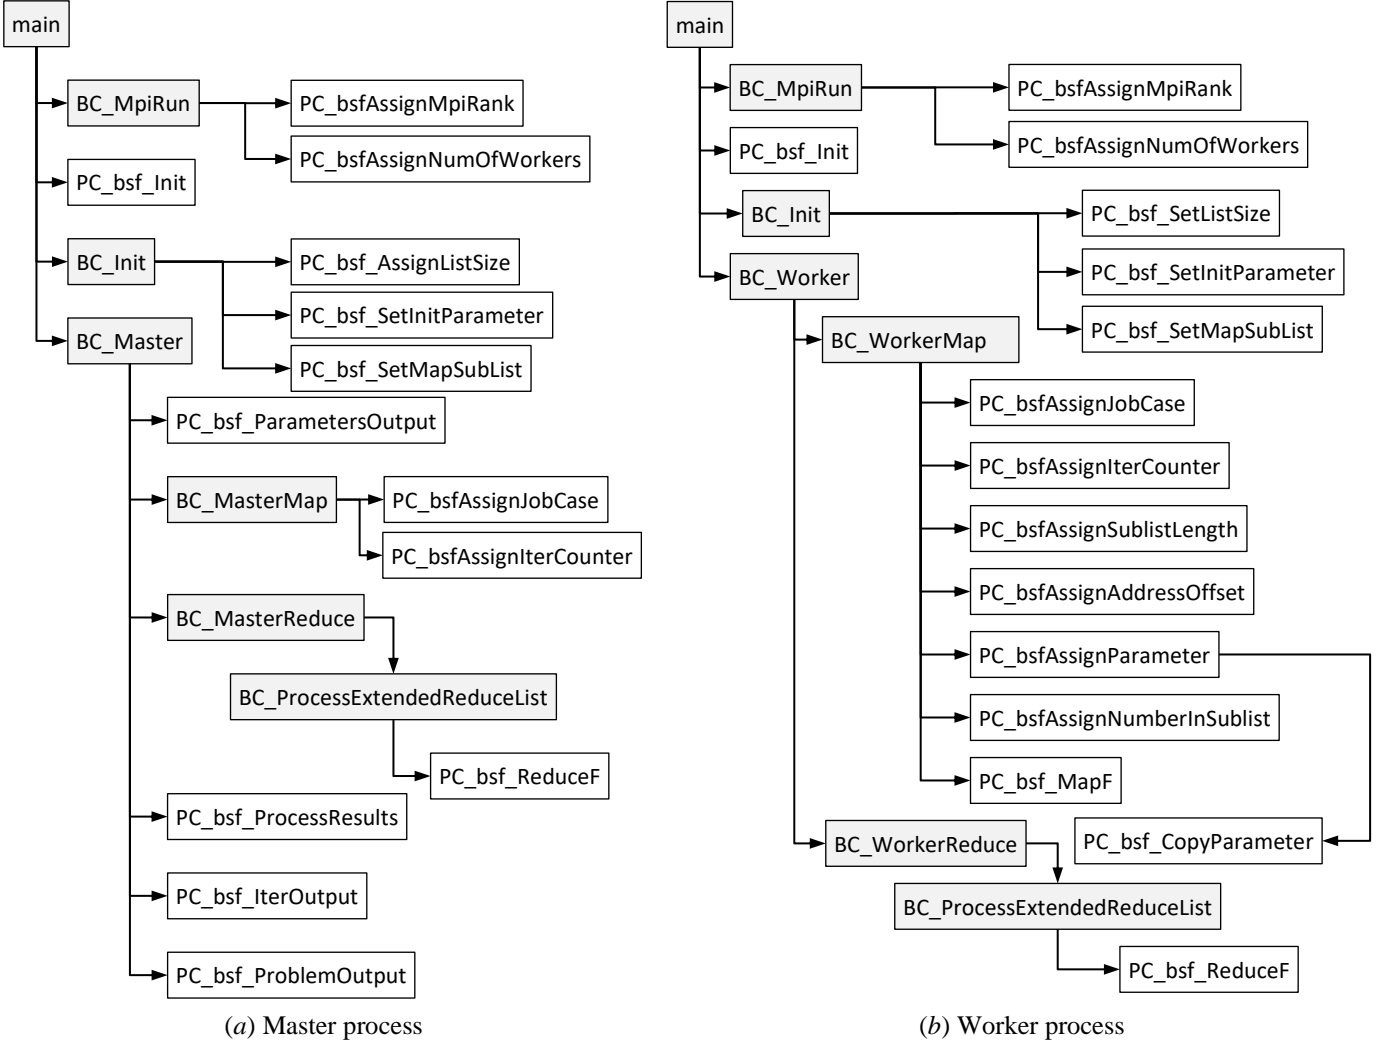 main
BC_MpiRun
PC_bsfAssignMpiRank
PC_bsfAssignNumOfWorkers
PC_bsf_Init
BC_Init
PC_bsf_AssignListSize
PC_bsf_SetInitParameter
PC_bsf_SetMapSubList
BC_Master
PC_bsf_ParametersOutput
BC_MasterMap
PC_bsfAssignJobCase
PC_bsfAssignIterCounter
BC_MasterReduce
BC_ProcessExtendedReduceList
PC_bsf_ReduceF
PC_bsf_ProcessResults
PC_bsf_IterOutput
PC_bsf_ProblemOutput
(a) Master process
main
BC_MpiRun
PC_bsfAssignMpiRank
PC_bsfAssignNumOfWorkers
PC_bsf_Init
BC_Init
PC_bsf_SetListSize
PC_bsf_SetInitParameter
PC_bsf_SetMapSubList
BC_Worker
BC_WorkerMap
PC_bsfAssignJobCase
PC_bsfAssignIterCounter
PC_bsfAssignSublistLength
PC_bsfAssignAddressOffset
PC_bsfAssignParameter
PC_bsfAssignNumberInSublist
PC_bsf_MapF
PC_bsf_CopyParameter
BC_WorkerReduce
BC_ProcessExtendedReduceList
PC_bsf_ReduceF
(b) Worker process